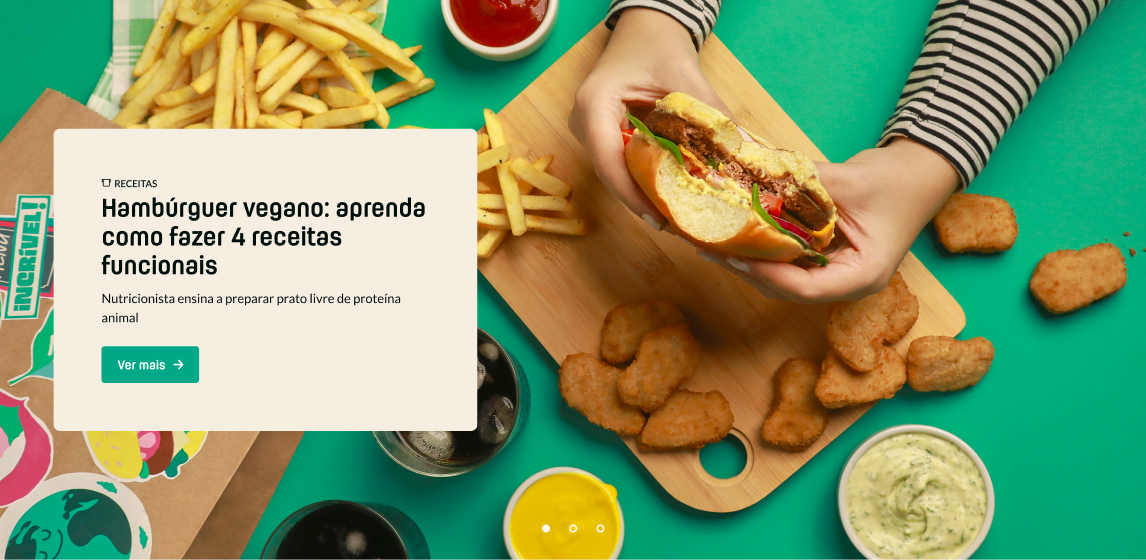 RECEITAS
Hambúrguer vegano: aprenda
como fazer 4 receitas
funcionais
Nutricionista ensina a preparar prato livre de proteína
animal
Ver mais →
iNCRÍVEL!